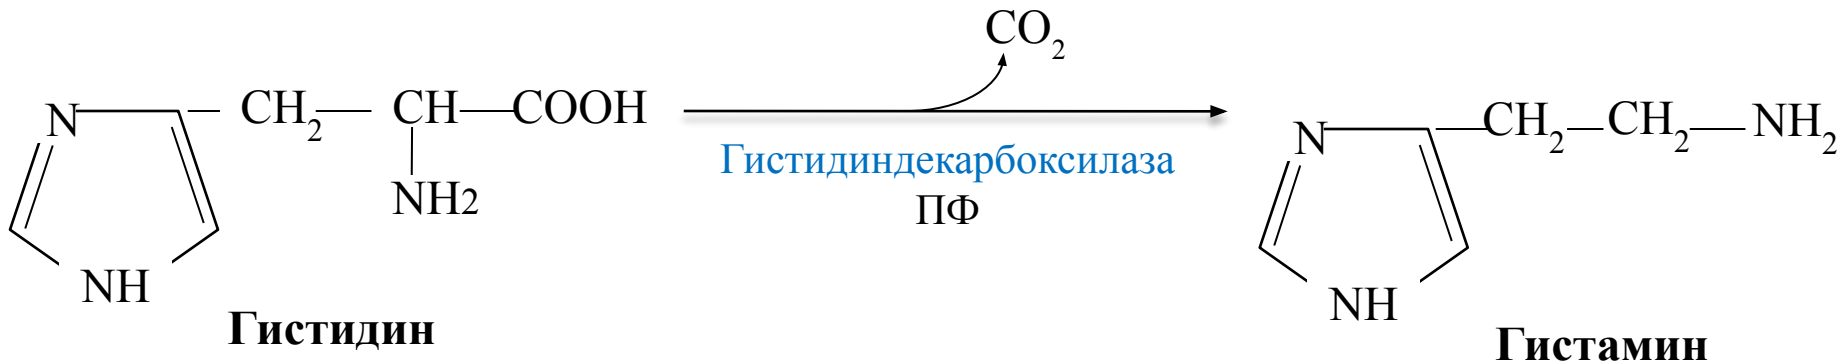 CO2
N CH2 CH COOH
NH2
NH
Гистидин
Гистидиндекарбоксилаза
ПФ
N CH2 CH2 NH2
NH
Гистамин